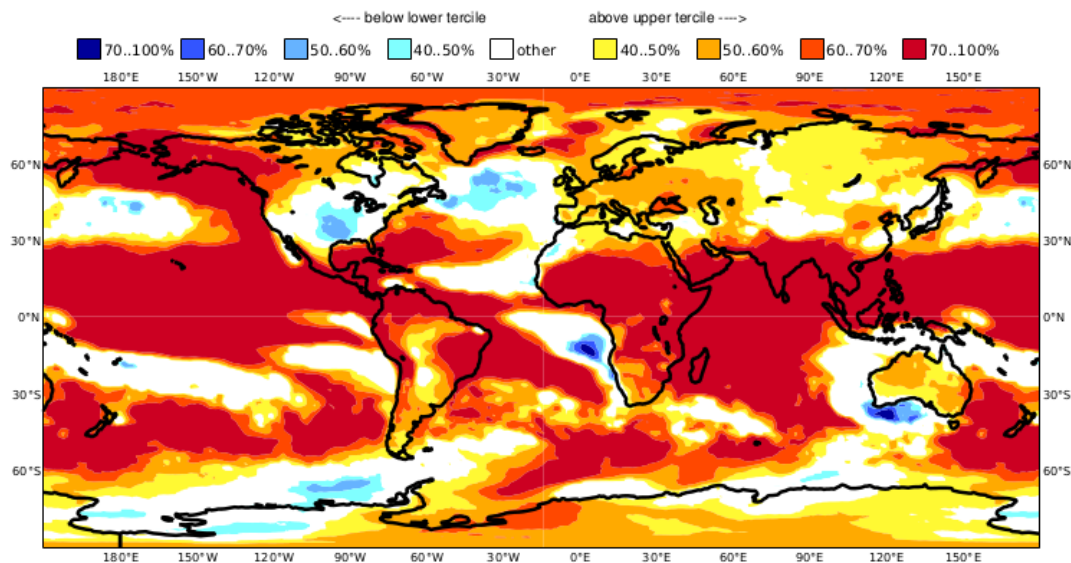 <---- below lower tercile above upper tercile ---->
70..100% 60..70% 50..60% 40..50% other 40..50% 50..60% 60..70% 70..100%
180°E 150°W 120°W 90°W 60°W 30°W 0°E 30°E 60°E 90°E 120°E 150°E
60°N 60°N
30°N 30°N
0°N 0°N
30°S 30°S
60°S 60°S
180°E 150°W 120°W 90°W 60°W 30°W 0°E 30°E 60°E 90°E 120°E 150°E